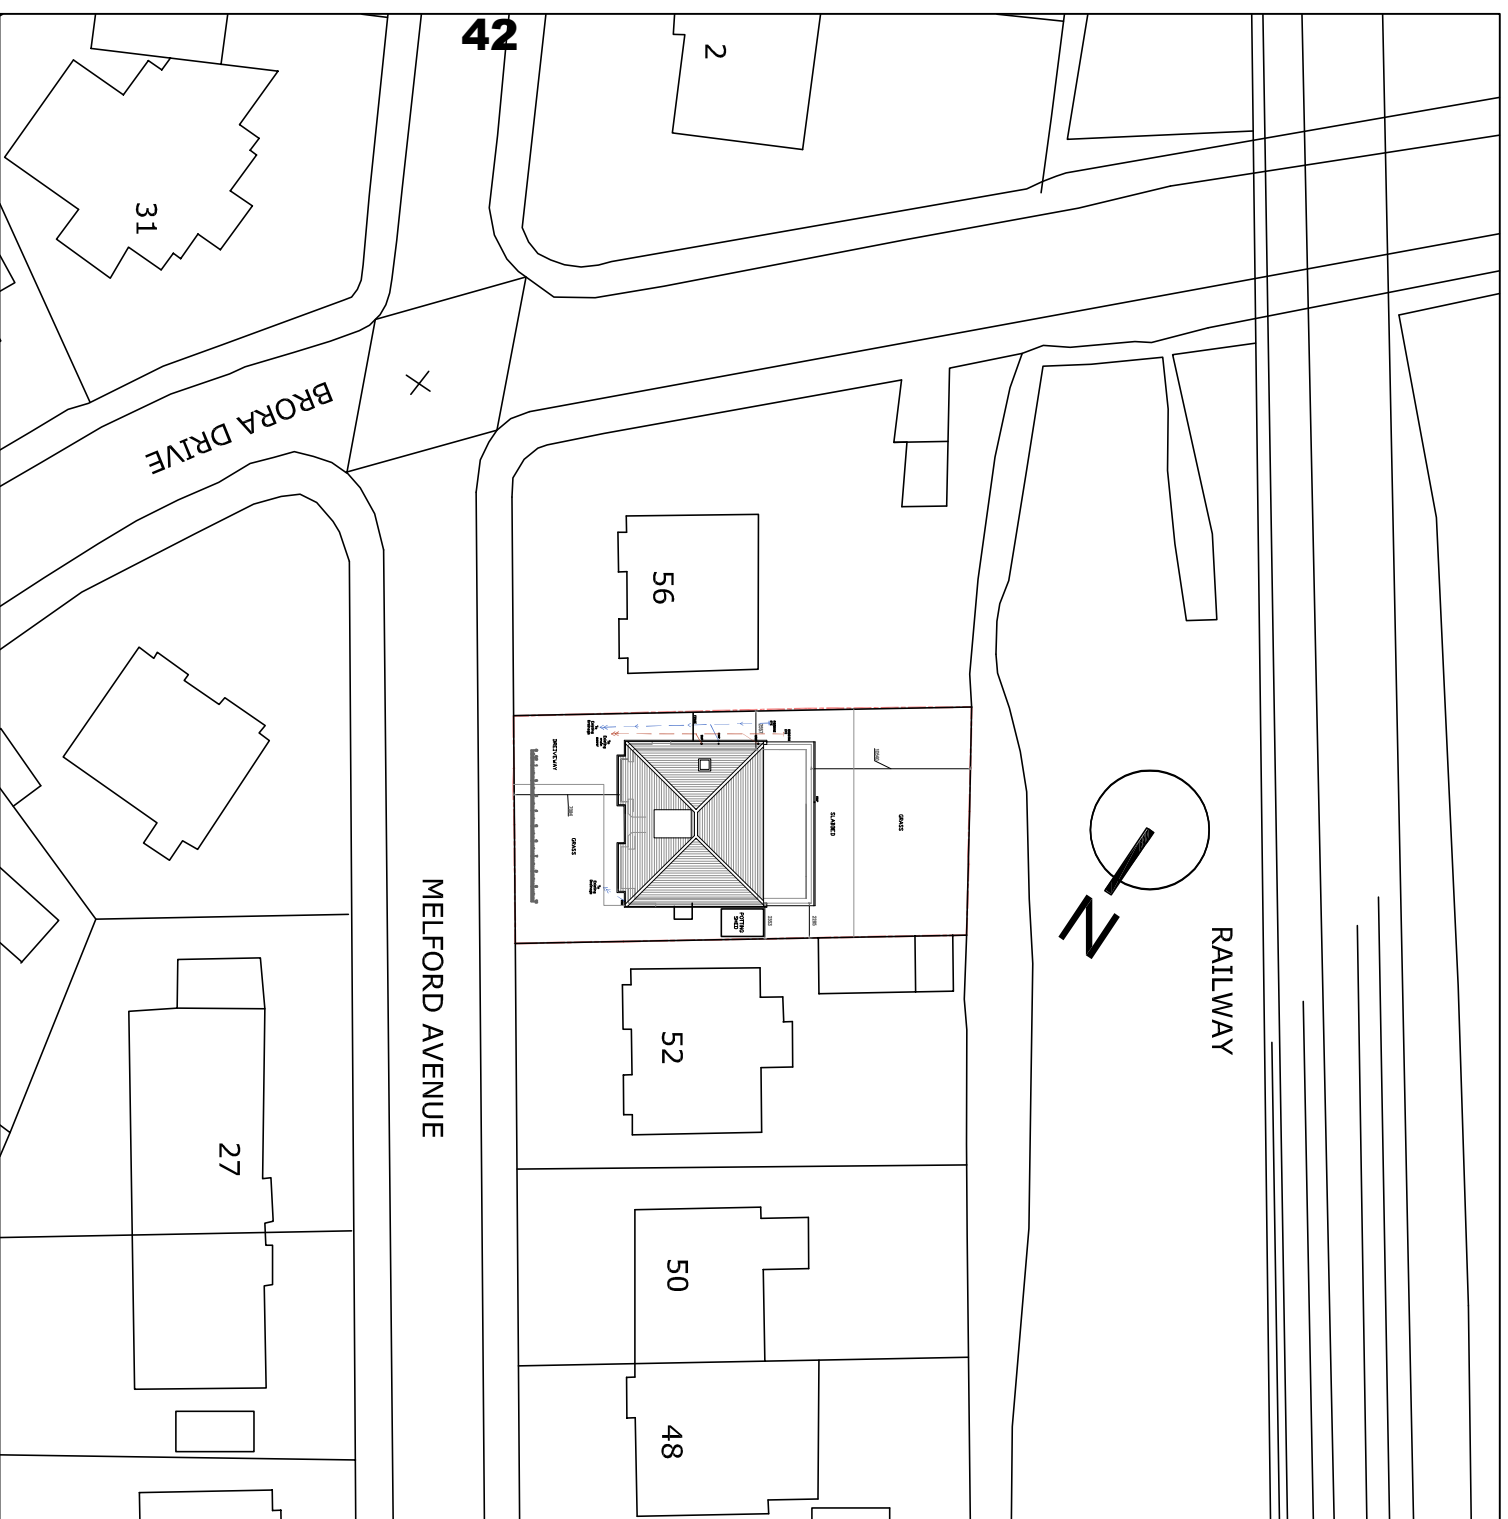 42
2
31
BRORA DRIVE
56
DRIVEWAY
GRASS
SLABBED
GRASS
POTTING
SHED
N
RAILWAY
MELFORD AVENUE
52
27
50
48